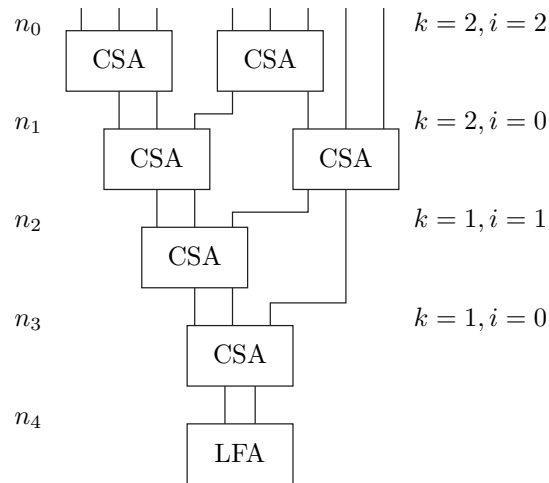 n₀ k = 2, i = 2
CSA CSA
n₁ k = 2, i = 0
CSA CSA
n₂ k = 1, i = 1
CSA
n₃ k = 1, i = 0
CSA
n₄
LFA